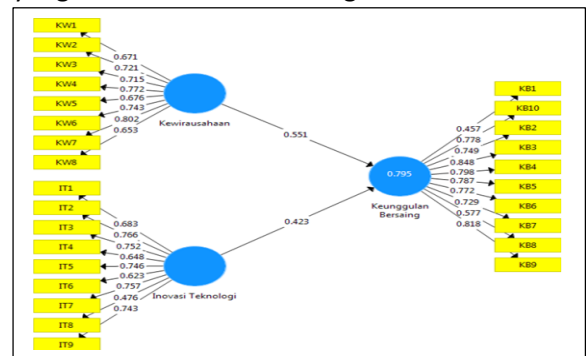 KW1
KW2
KW3
KW4
KW5
KW6
KW7
KW8
0.671
0.721
0.715
0.772
0.676
0.743
0.802
0.653
Kewirausahaan
0.551
IT1
IT2
IT3
IT4
IT5
IT6
IT7
IT8
IT9
0.683
0.766
0.752
0.648
0.746
0.623
0.757
0.476
0.743
Inovasi Teknologi
0.423
0.795
Keunggulan
Bersaing
0.457
0.778
0.749
0.848
0.798
0.787
0.772
0.729
0.577
0.818
KB1
KB10
KB2
KB3
KB4
KB5
KB6
KB7
KB8
KB9